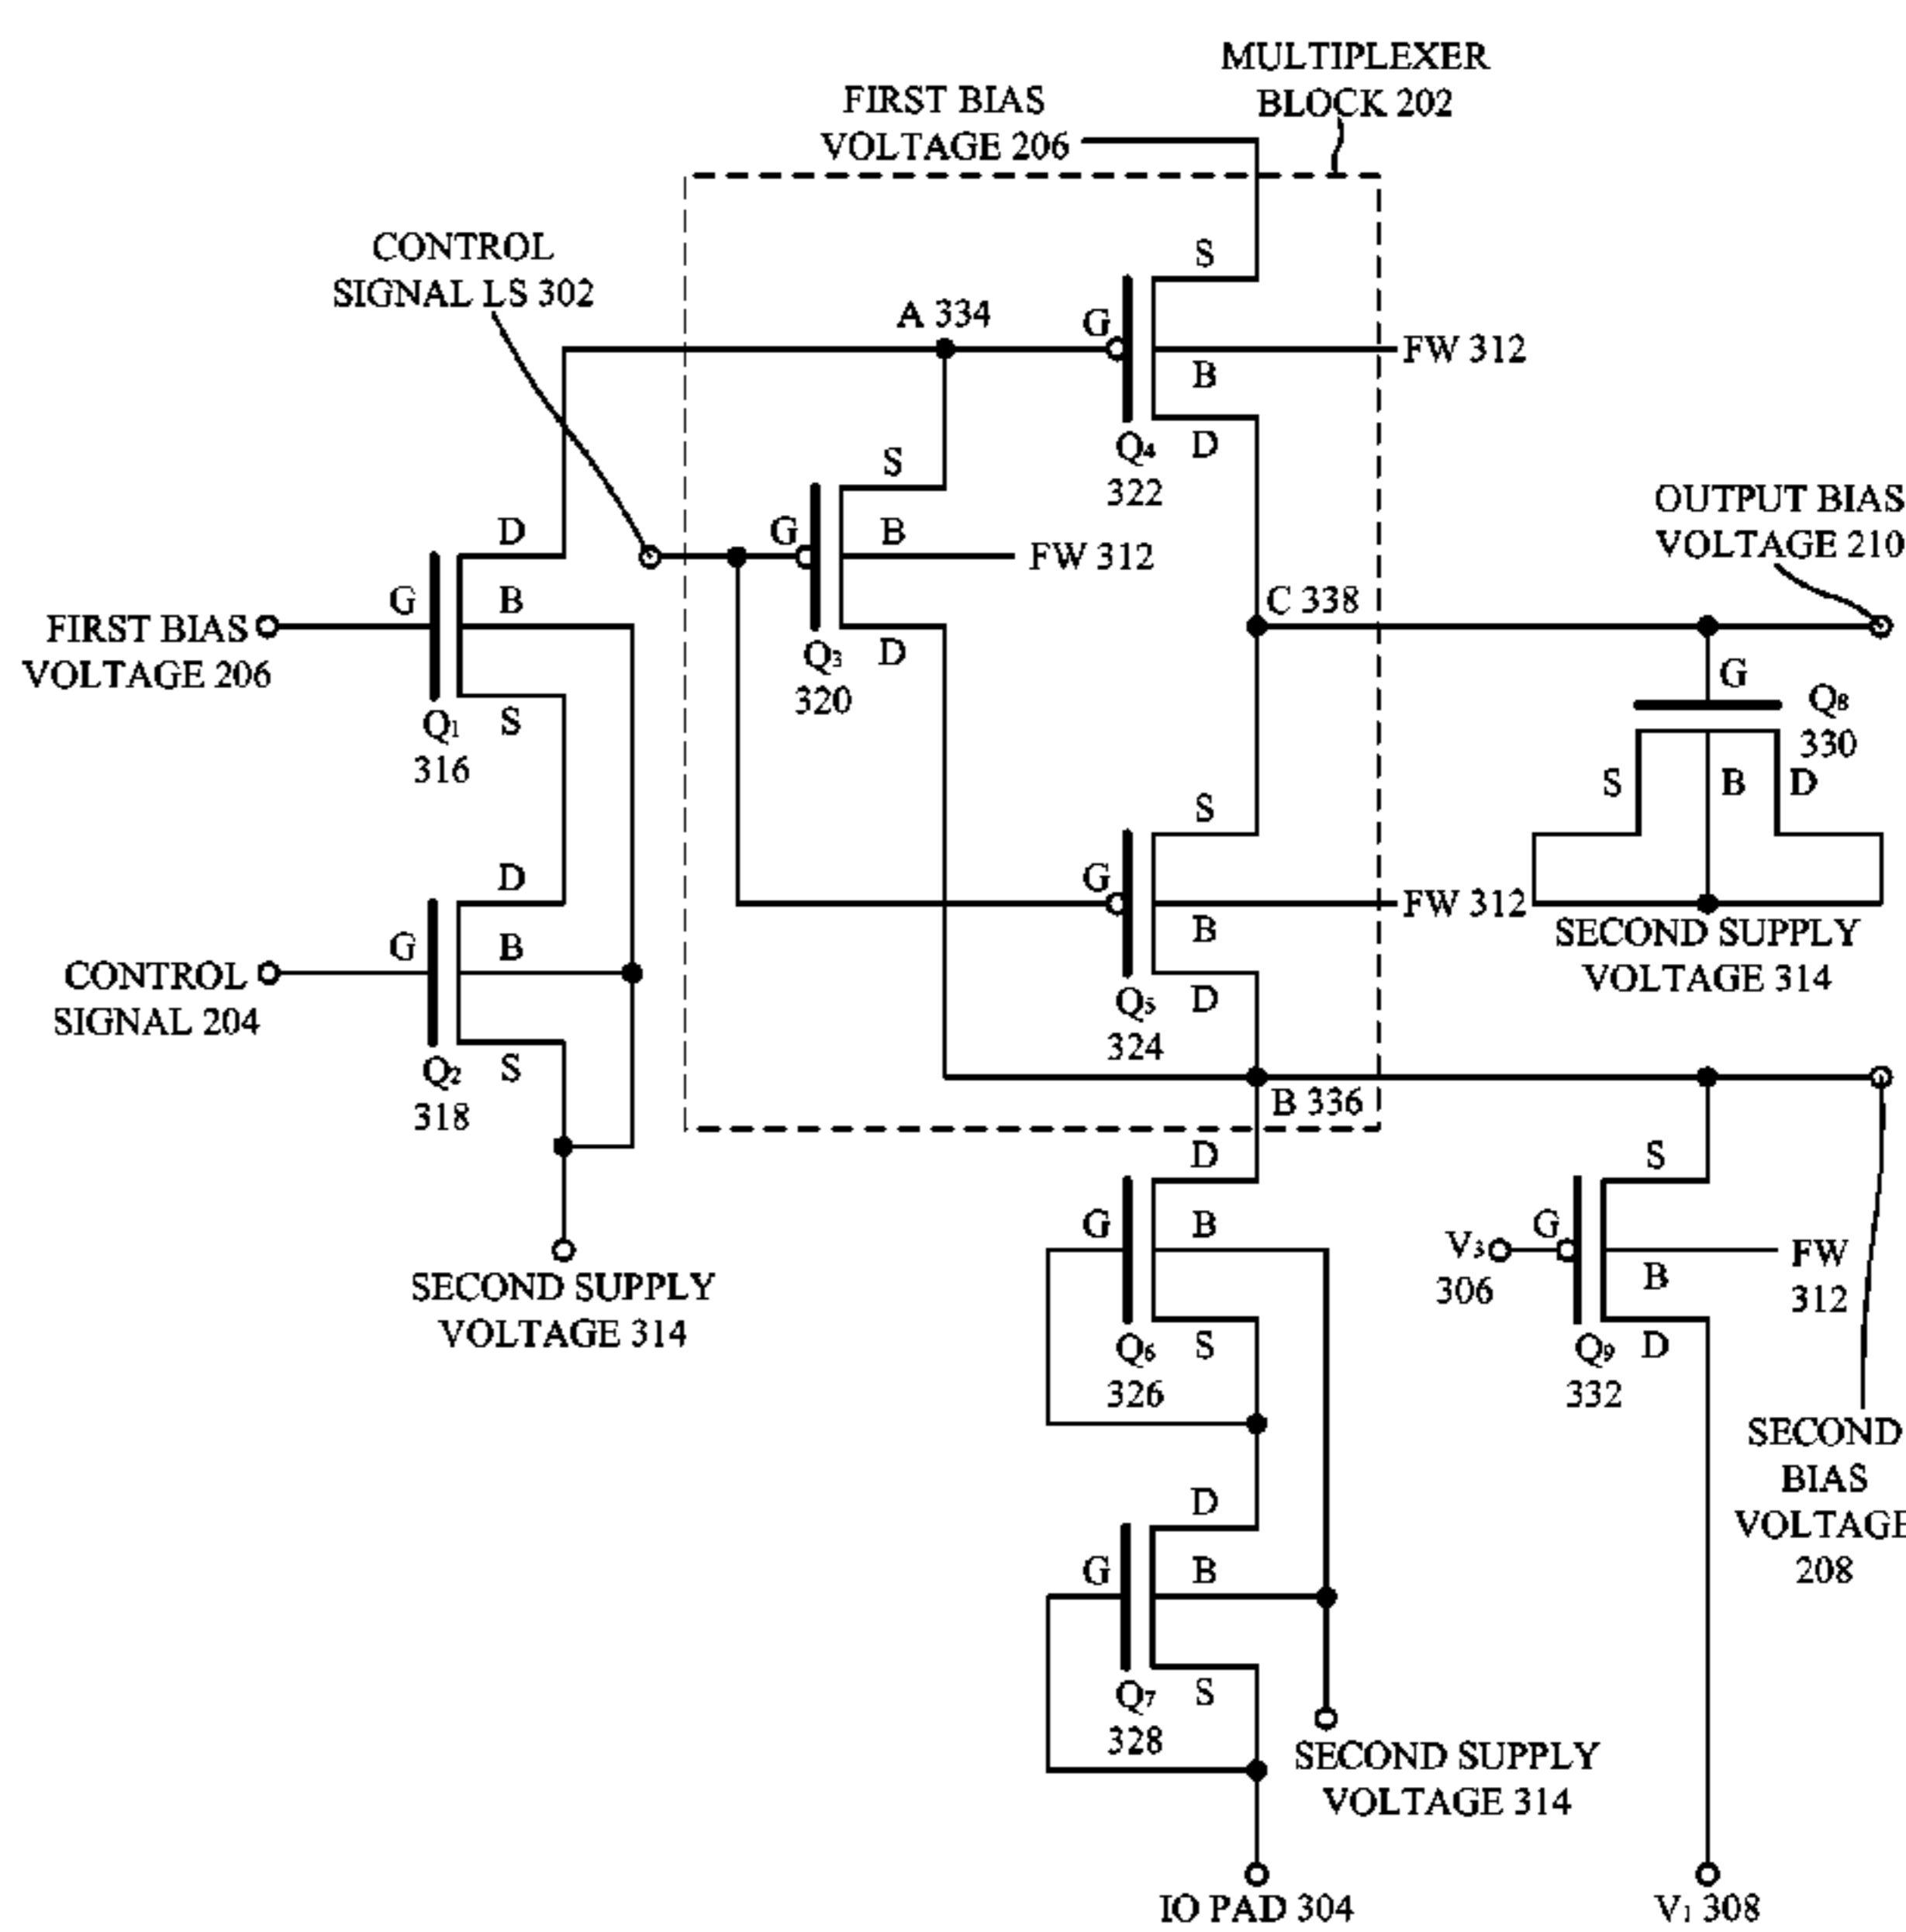 MULTIPLEXER
BLOCK 202
FIRST BIAS
VOLTAGE 206
CONTROL
SIGNAL LS 302
S
A 334
G
FW 312
B
D
Q4
322
S
G
B
FW 312
D
Q3
320
OUTPUT BIAS
VOLTAGE 210
D
G
B
FIRST BIAS
VOLTAGE 206
S
Q1
316
C 338
G
Q8
330
S
B
D
SECOND SUPPLY
VOLTAGE 314
S
G
FW 312
B
D
Q5
324
D
G
B
CONTROL
SIGNAL 204
S
Q2
318
SECOND SUPPLY
VOLTAGE 314
B 336
D
G
B
S
Q6
326
S
V3
306
G
B
FW
312
D
Q9
332
SECOND
BIAS
VOLTAGE
208
D
G
B
S
Q7
328
SECOND SUPPLY
VOLTAGE 314
IO PAD 304
V1 308